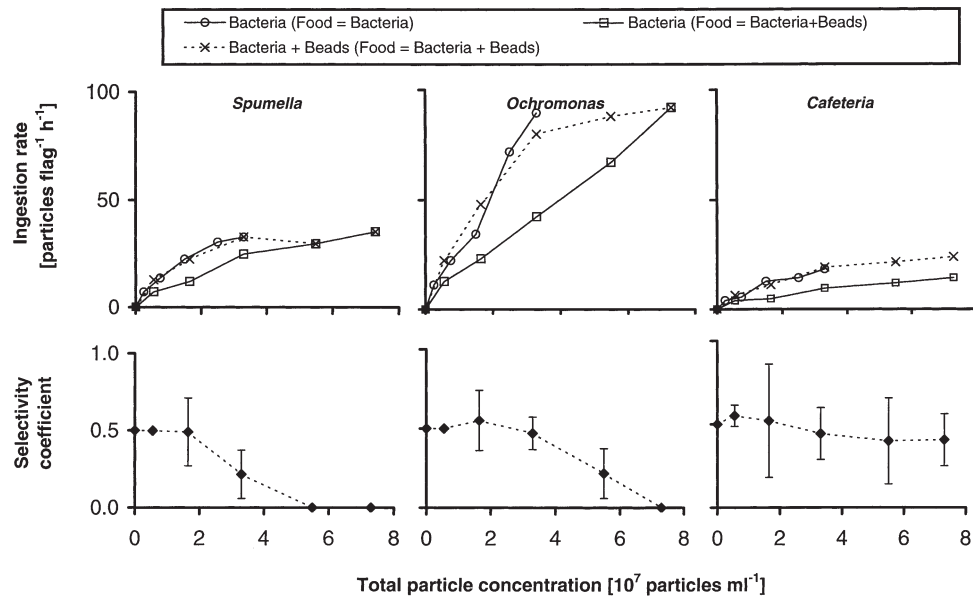 Bacteria (Food = Bacteria)
Bacteria (Food = Bacteria+Beads)
Bacteria + Beads (Food = Bacteria + Beads)
Ingestion rate
[particles flag⁻¹ h⁻¹]
100
50
0
Spumella
Ochromonas
Cafeteria
Selectivity
coefficient
1.0
0.5
0.0
0 2 4 6 8
0 2 4 6 8
0 2 4 6 8
Total particle concentration [10⁷ particles ml⁻¹]